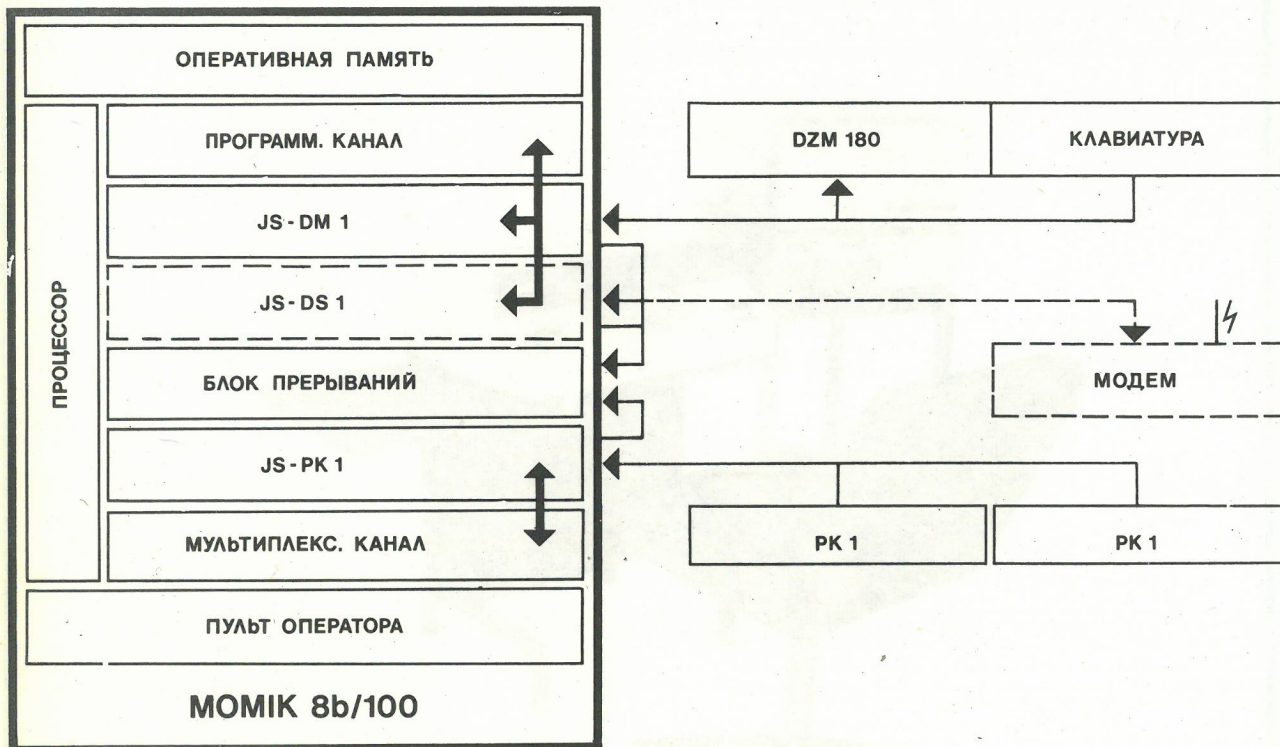 ОПЕРАТИВНАЯ ПАМЯТЬ
ПРОЦЕССОР
ПРОГРАММ. КАНАЛ
JS - DM 1
JS - DS 1
БЛОК ПРЕРЫВАНИЙ
JS - PK 1
МУЛЬТИПЛЕКС. КАНАЛ
ПУЛЬТ ОПЕРАТОРА
MOMIK 8b/100
DZM 180
КЛАВИАТУРА
МОДЕМ
PK 1
PK 1